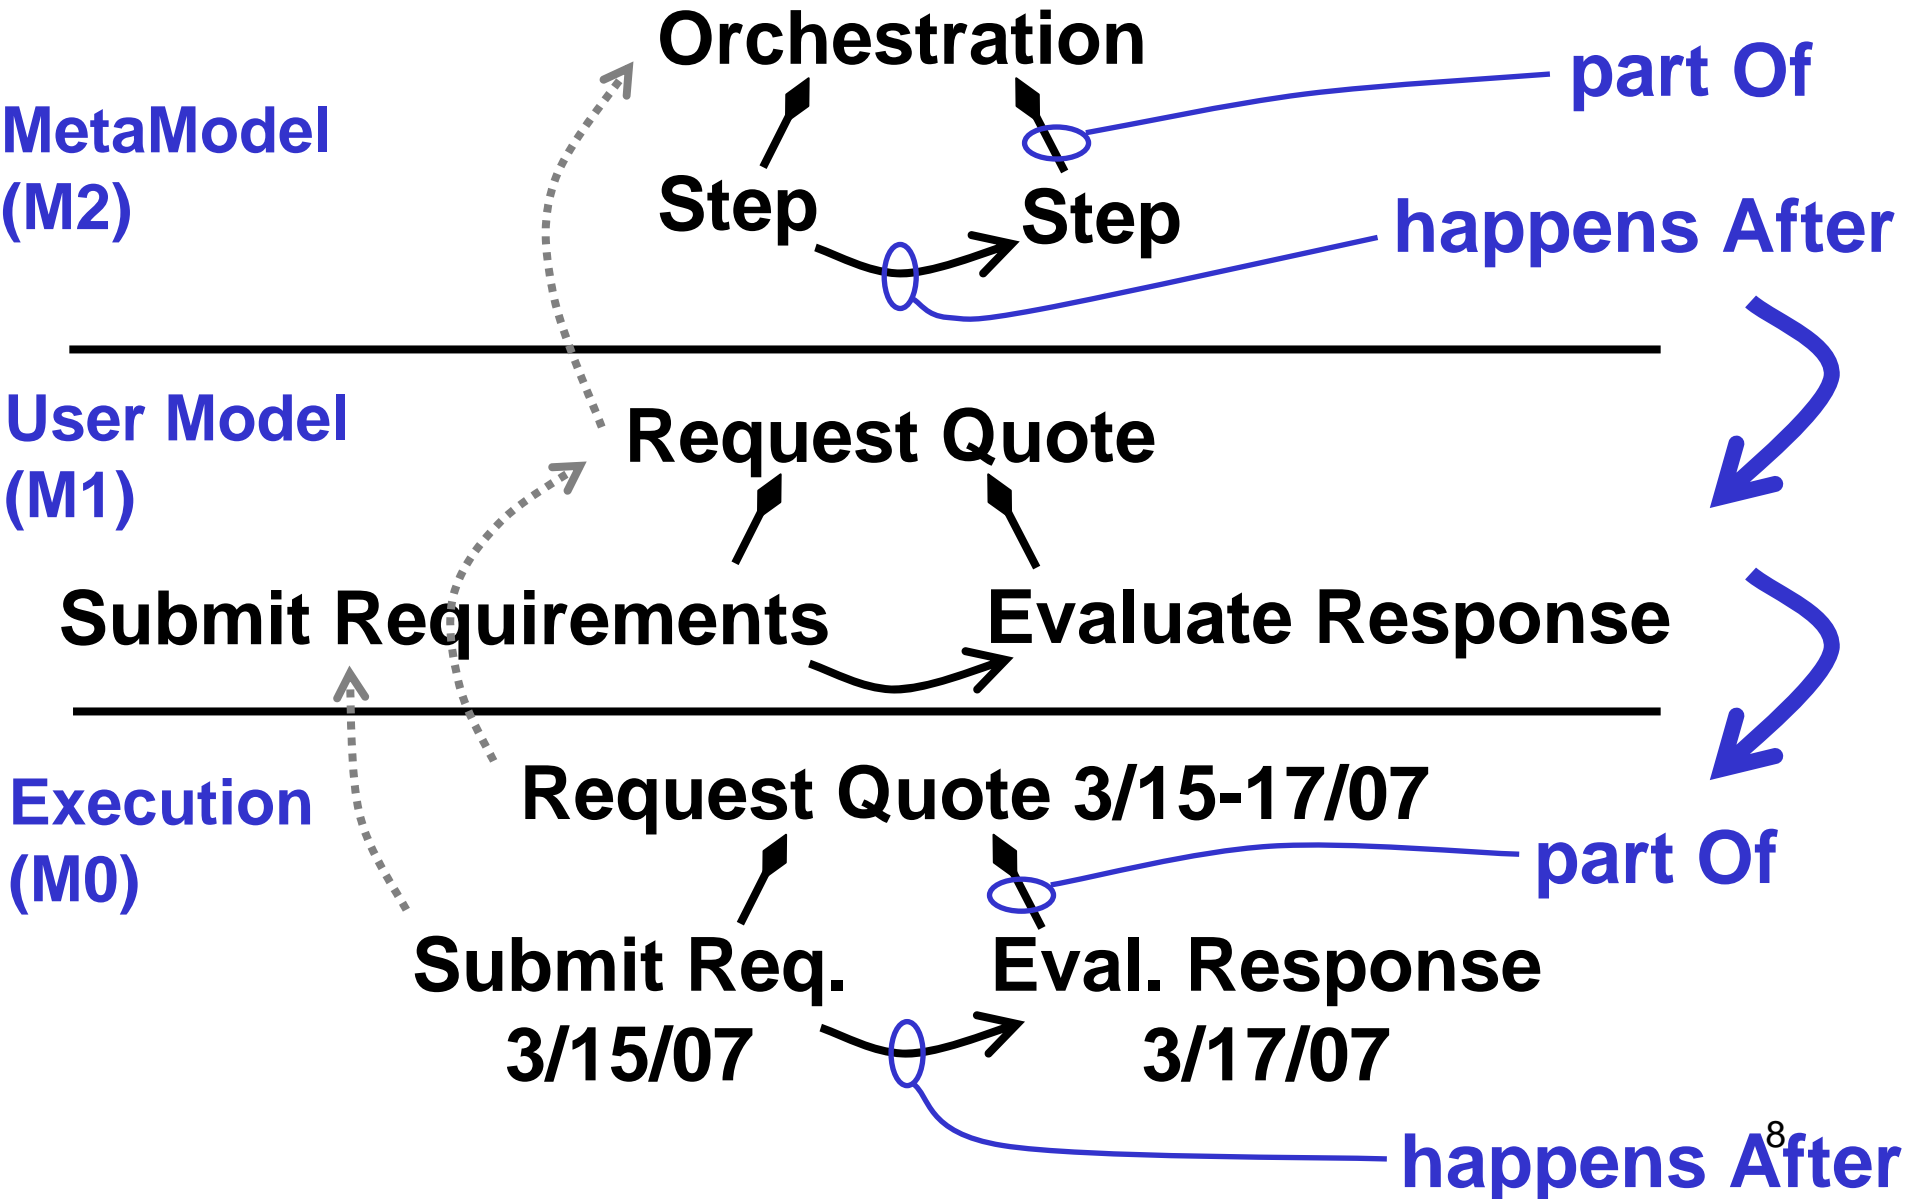 Orchestration
part Of
MetaModel
(M2)
Step
Step
happens After
User Model
(M1)
Request Quote
Submit Requirements
Evaluate Response
Execution
(M0)
Request Quote 3/15-17/07
part Of
Submit Req.
3/15/07
Eval. Response
3/17/07
8
happens After